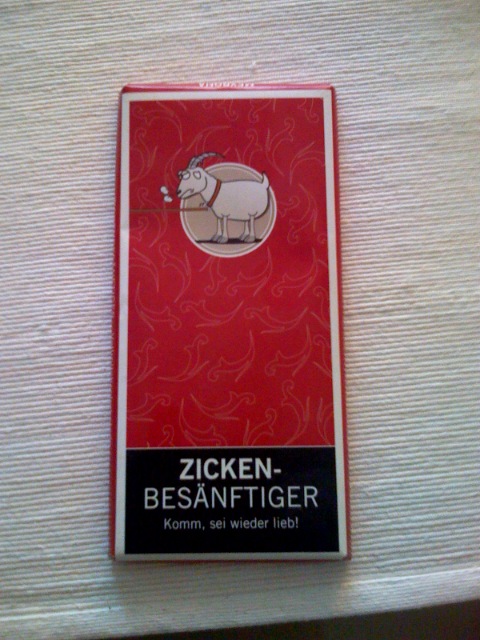 ZICKEN-
BESÄNFTIGER
Komm, sei wieder lieb!